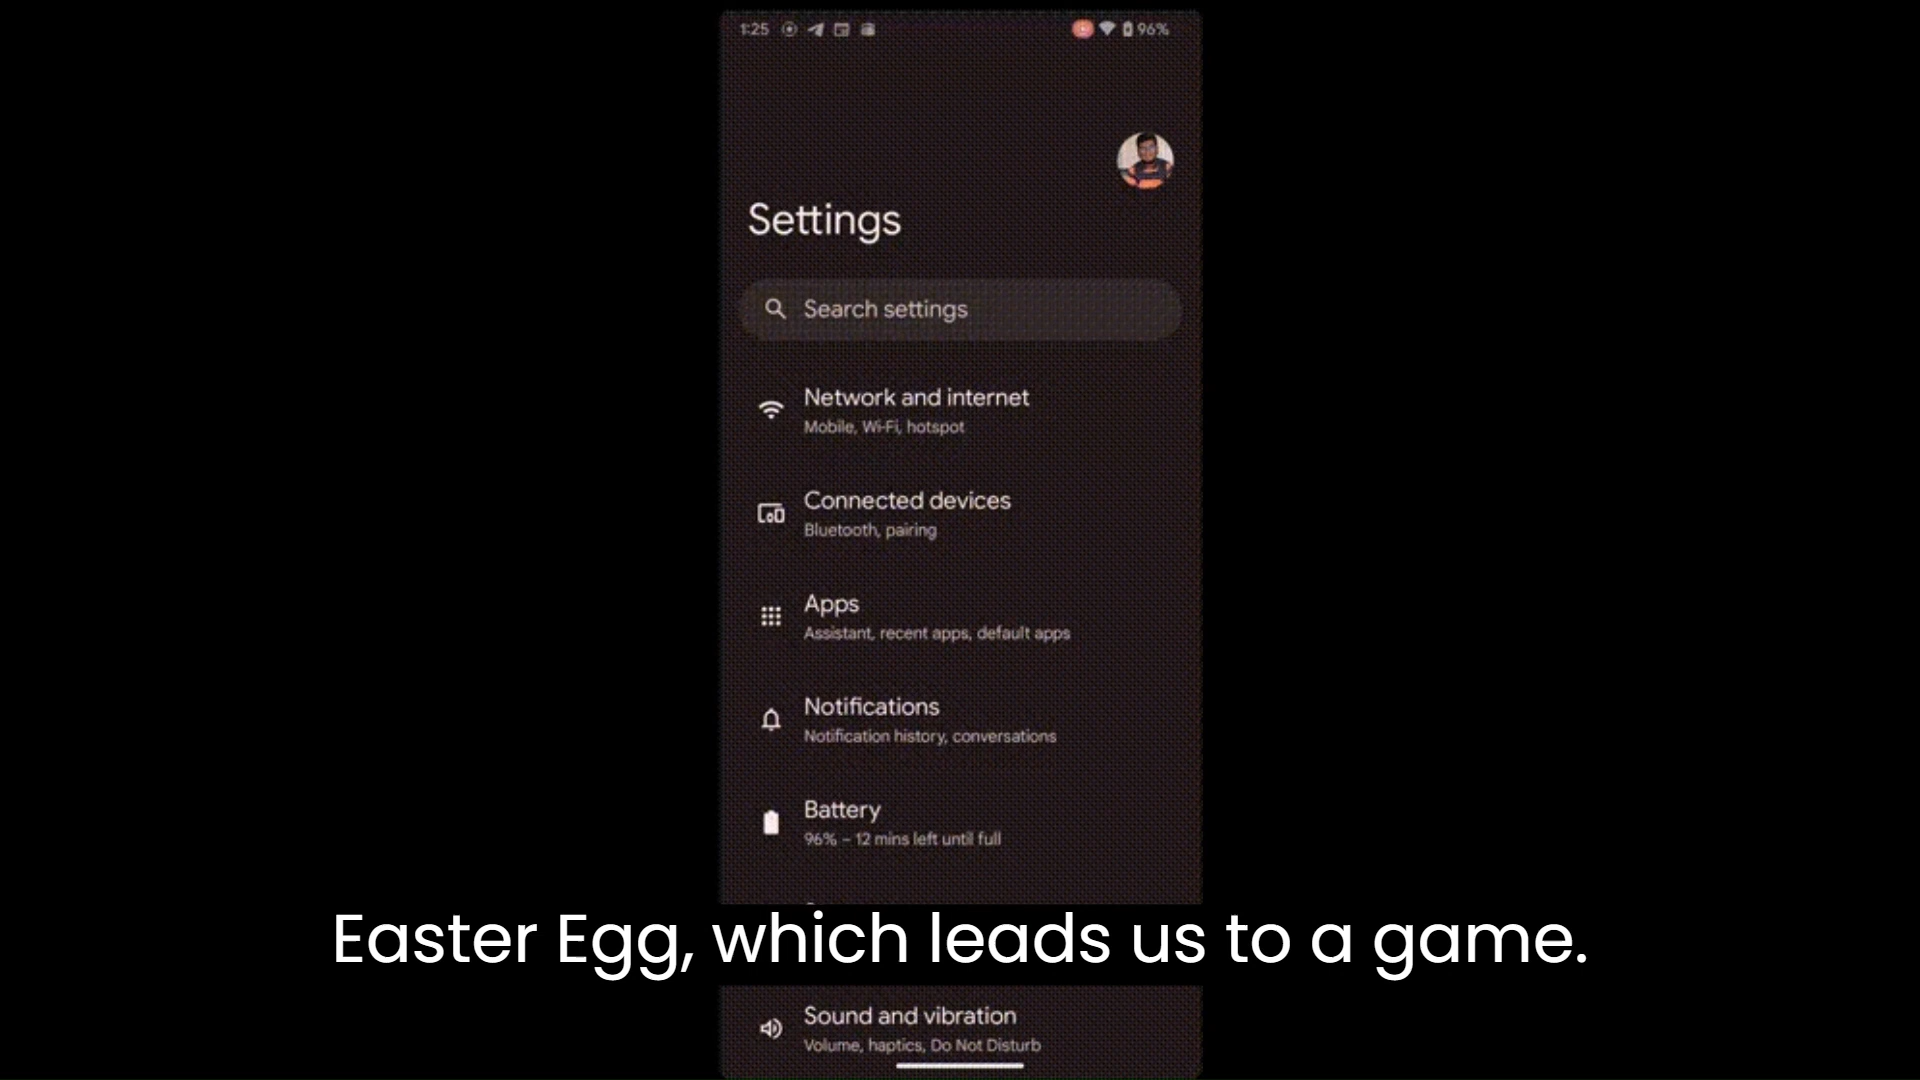 1:25
96%
Settings
Search settings
Network and internet
Mobile, Wi-Fi, hotspot
Connected devices
Bluetooth, pairing
Apps
Assistant, recent apps, default apps
Notifications
Notification history, conversations
Battery
96% – 12 mins left until full
Easter Egg, which leads us to a game.
Sound and vibration
Volume, haptics, Do Not Disturb